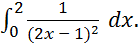 ∫₀² 1/(2x − 1)² dx.